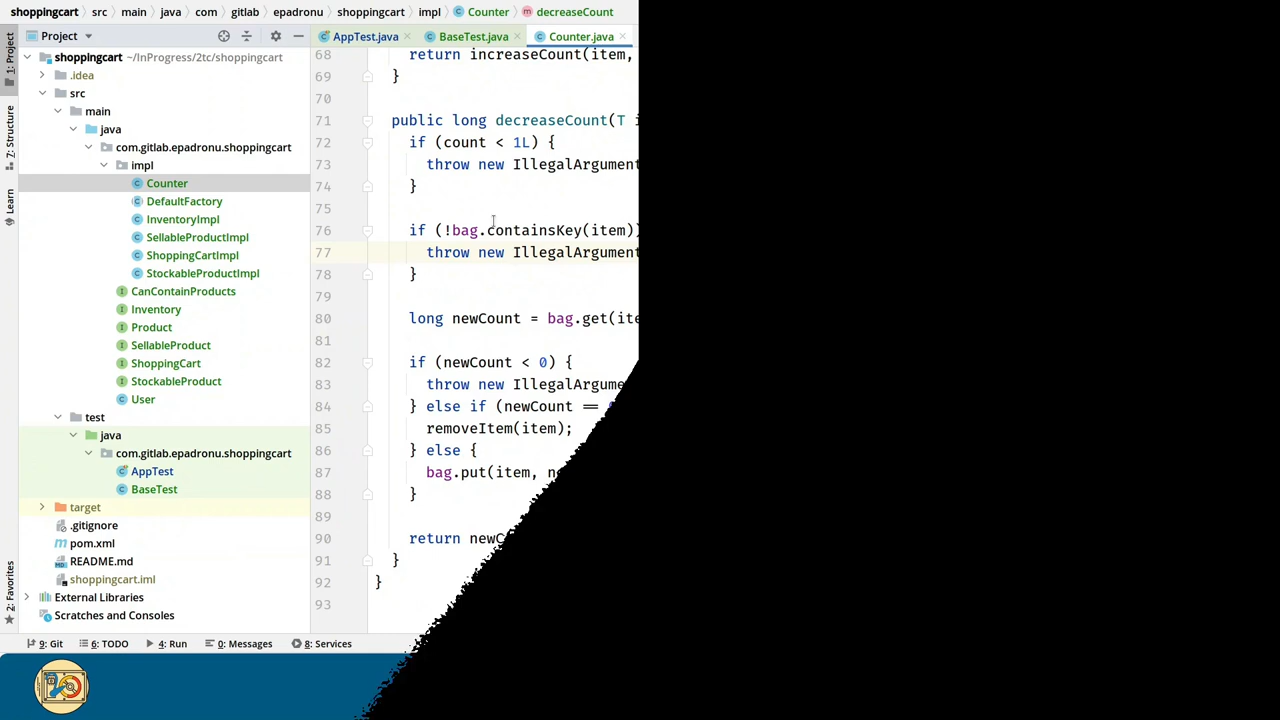 shoppingcart src main java com gitlab epadronu shoppingcart impl Counter decreaseCount
1: Project
7: Structure
Learn
2: Favorites
Project
shoppingcart ~/InProgress/2tc/shoppingcart
.idea
src
main
java
com.gitlab.epadronu.shoppingcart
impl
Counter
DefaultFactory
InventoryImpl
SellableProductImpl
ShoppingCartImpl
StockableProductImpl
CanContainProducts
Inventory
Product
SellableProduct
ShoppingCart
StockableProduct
User
test
java
com.gitlab.epadronu.shoppingcart
AppTest
BaseTest
target
.gitignore
pom.xml
README.md
shoppingcart.iml
External Libraries
Scratches and Consoles
AppTest.java BaseTest.java Counter.java
68 return increaseCount(item,
69 }
70
71 public long decreaseCount(T i
72 if (count < 1L) {
73 throw new IllegalArgument
74 }
75
76 if (!bag.containsKey(item))
77 throw new IllegalArgument
78 }
79
80 long newCount = bag.get(ite
81
82 if (newCount < 0) {
83 throw new IllegalArgume
84 } else if (newCount ==
85 removeItem(item);
86 } else {
87 bag.put(item, n
88 }
89
90 return newC
91 }
92 }
93
9: Git 6: TODO 4: Run 0: Messages 8: Services